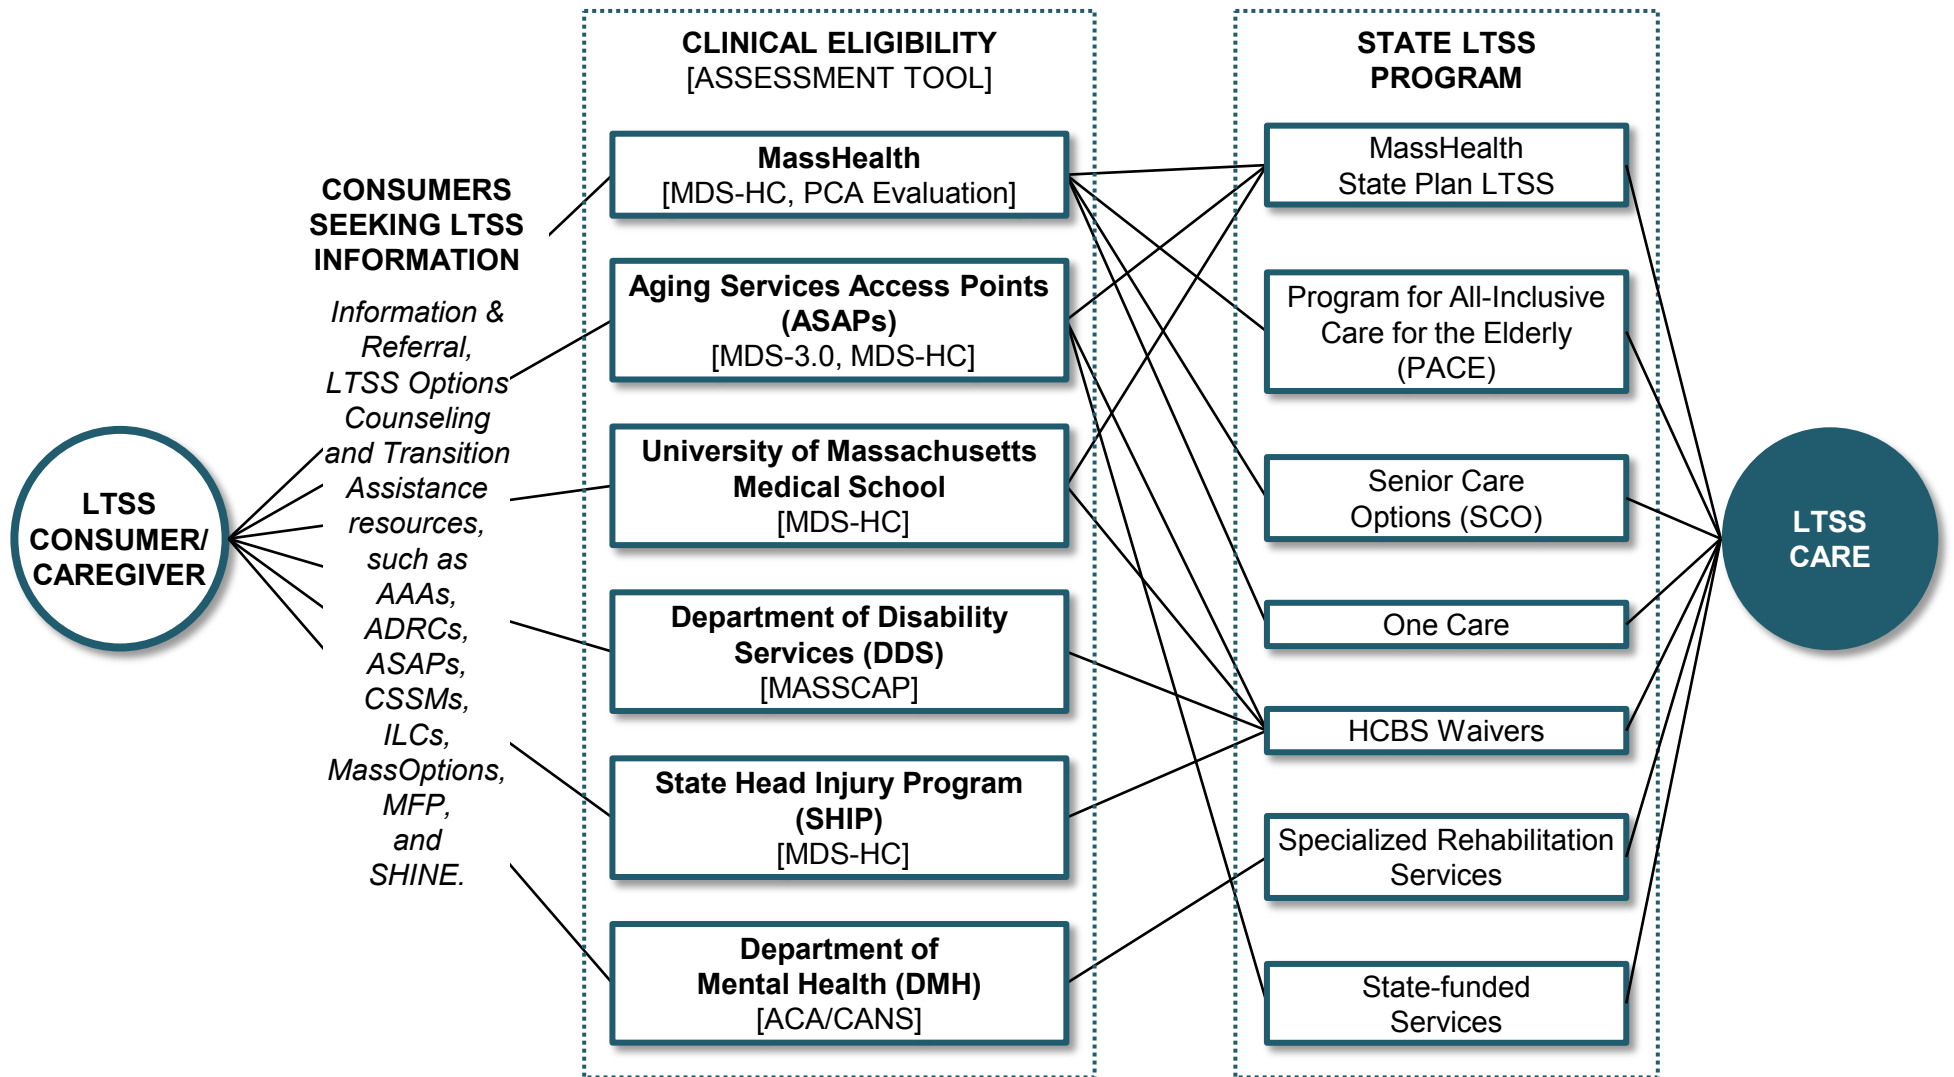 LTSS
CONSUMER/
CAREGIVER
CONSUMERS
SEEKING LTSS
INFORMATION
Information &
Referral,
LTSS Options
Counseling
and Transition
Assistance
resources,
such as
AAAs,
ADRCs,
ASAPs,
CSSMs,
ILCs,
MassOptions,
MFP,
and
SHINE.
CLINICAL ELIGIBILITY
[ASSESSMENT TOOL]
MassHealth
[MDS-HC, PCA Evaluation]
Aging Services Access Points
(ASAPs)
[MDS-3.0, MDS-HC]
University of Massachusetts
Medical School
[MDS-HC]
Department of Disability
Services (DDS)
[MASSCAP]
State Head Injury Program
(SHIP)
[MDS-HC]
Department of
Mental Health (DMH)
[ACA/CANS]
STATE LTSS
PROGRAM
MassHealth
State Plan LTSS
Program for All-Inclusive
Care for the Elderly
(PACE)
Senior Care
Options (SCO)
One Care
HCBS Waivers
Specialized Rehabilitation
Services
State-funded
Services
LTSS
CARE